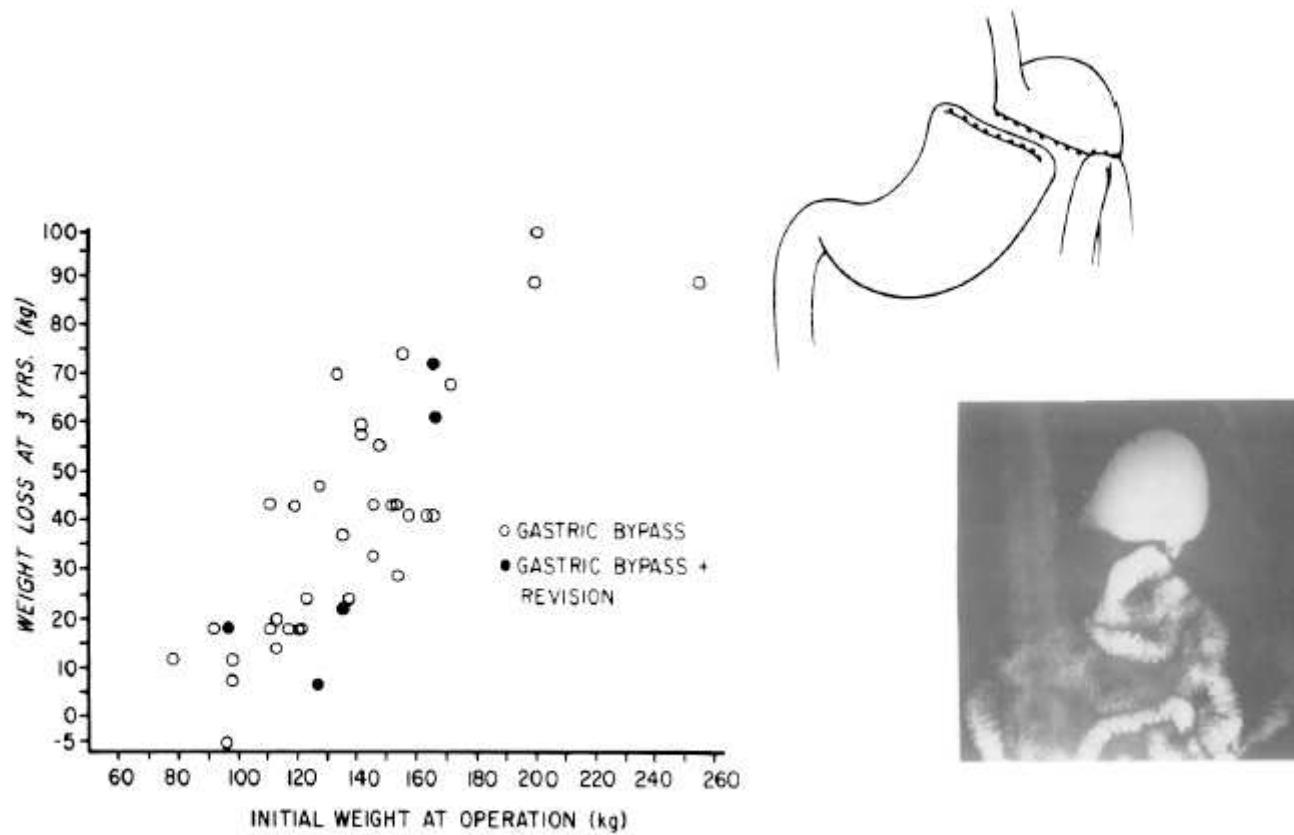 WEIGHT LOSS AT 3 YRS. (kg)
100
90
80
70
60
50
40
30
20
10
0
-5
○ GASTRIC BYPASS
● GASTRIC BYPASS +
REVISION
60 80 100 120 140 160 180 200 220 240 260
INITIAL WEIGHT AT OPERATION (kg)